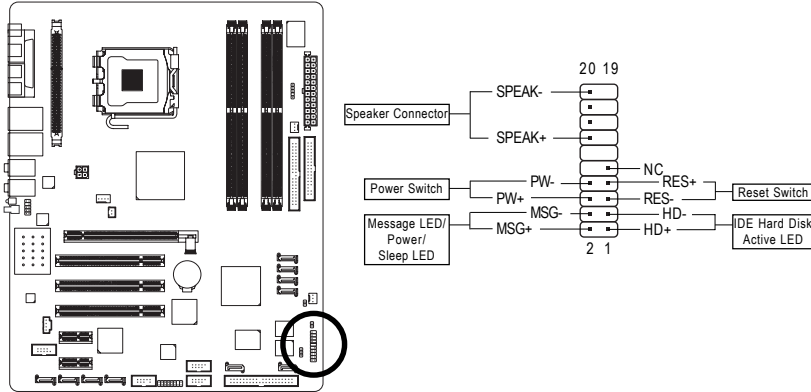 20 19
SPEAK-
Speaker Connector
SPEAK+
NC
Power Switch
PW-
RES+
PW+
RES-
Reset Switch
Message LED/
Power/
Sleep LED
MSG-
HD-
MSG+
HD+
IDE Hard Disk
Active LED
2 1